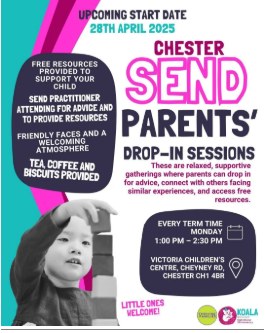 UPCOMING START DATE
28TH APRIL 2025
CHESTER
SEND
PARENTS'
DROP-IN SESSIONS
FREE RESOURCES
PROVIDED TO
SUPPORT YOUR
CHILD
SEND PRACTITIONER
ATTENDING FOR ADVICE AND
TO PROVIDE RESOURCES
FRIENDLY FACES AND A
WELCOMING
ATMOSPHERE
TEA, COFFEE AND
BISCUITS PROVIDED
These are relaxed, supportive
gatherings where parents can drop in
for advice, connect with others facing
similar experiences, and access free
resources.
EVERY TERM TIME
MONDAY
1:00 PM – 2:30 PM
VICTORIA CHILDREN'S
CENTRE, CHEYNEY RD,
CHESTER CH1 4BR
LITTLE ONES
WELCOME!
KOALA